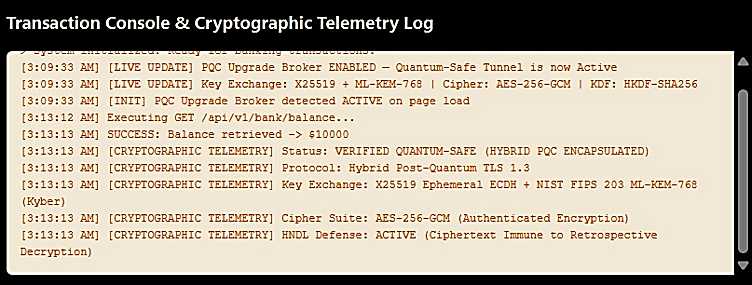 Transaction Console & Cryptographic Telemetry Log
> System initialized. Ready for banking transactions.
[3:09:33 AM] [LIVE UPDATE] PQC Upgrade Broker ENABLED — Quantum-Safe Tunnel is now Active
[3:09:33 AM] [LIVE UPDATE] Key Exchange: X25519 + ML-KEM-768 | Cipher: AES-256-GCM | KDF: HKDF-SHA256
[3:09:33 AM] [INIT] PQC Upgrade Broker detected ACTIVE on page load
[3:13:12 AM] Executing GET /api/v1/bank/balance...
[3:13:13 AM] SUCCESS: Balance retrieved -> $10000
[3:13:13 AM] [CRYPTOGRAPHIC TELEMETRY] Status: VERIFIED QUANTUM-SAFE (HYBRID PQC ENCAPSULATED)
[3:13:13 AM] [CRYPTOGRAPHIC TELEMETRY] Protocol: Hybrid Post-Quantum TLS 1.3
[3:13:13 AM] [CRYPTOGRAPHIC TELEMETRY] Key Exchange: X25519 Ephemeral ECDH + NIST FIPS 203 ML-KEM-768
(Kyber)
[3:13:13 AM] [CRYPTOGRAPHIC TELEMETRY] Cipher Suite: AES-256-GCM (Authenticated Encryption)
[3:13:13 AM] [CRYPTOGRAPHIC TELEMETRY] HNDL Defense: ACTIVE (Ciphertext Immune to Retrospective
Decryption)